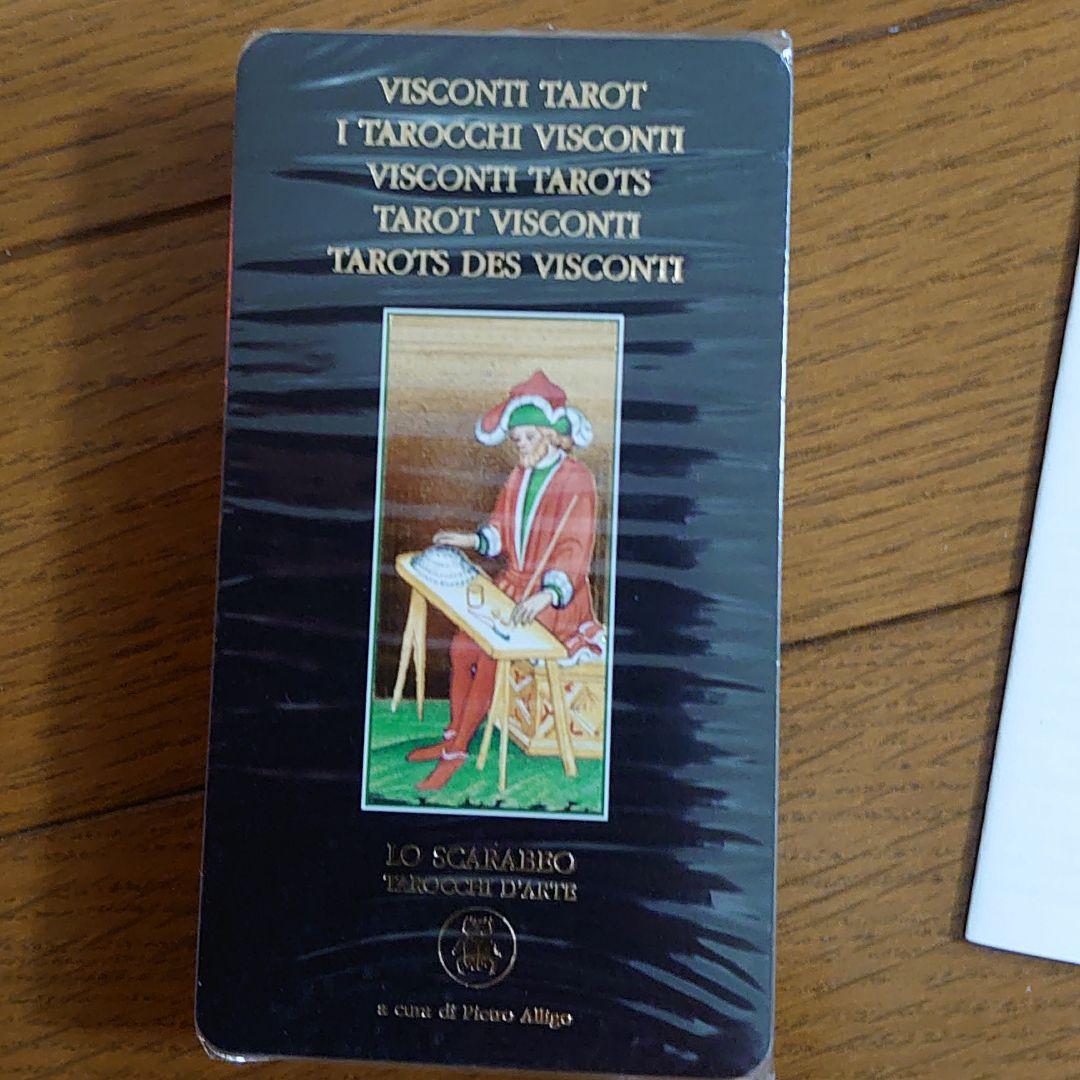 VISCONTI TAROT
I TAROCCHI VISCONTI
VISCONTI TAROTS
TAROT VISCONTI
TAROTS DES VISCONTI
LO SCARABEO
TAROCCHI D'ARTE
a cura di Pietro Alligo